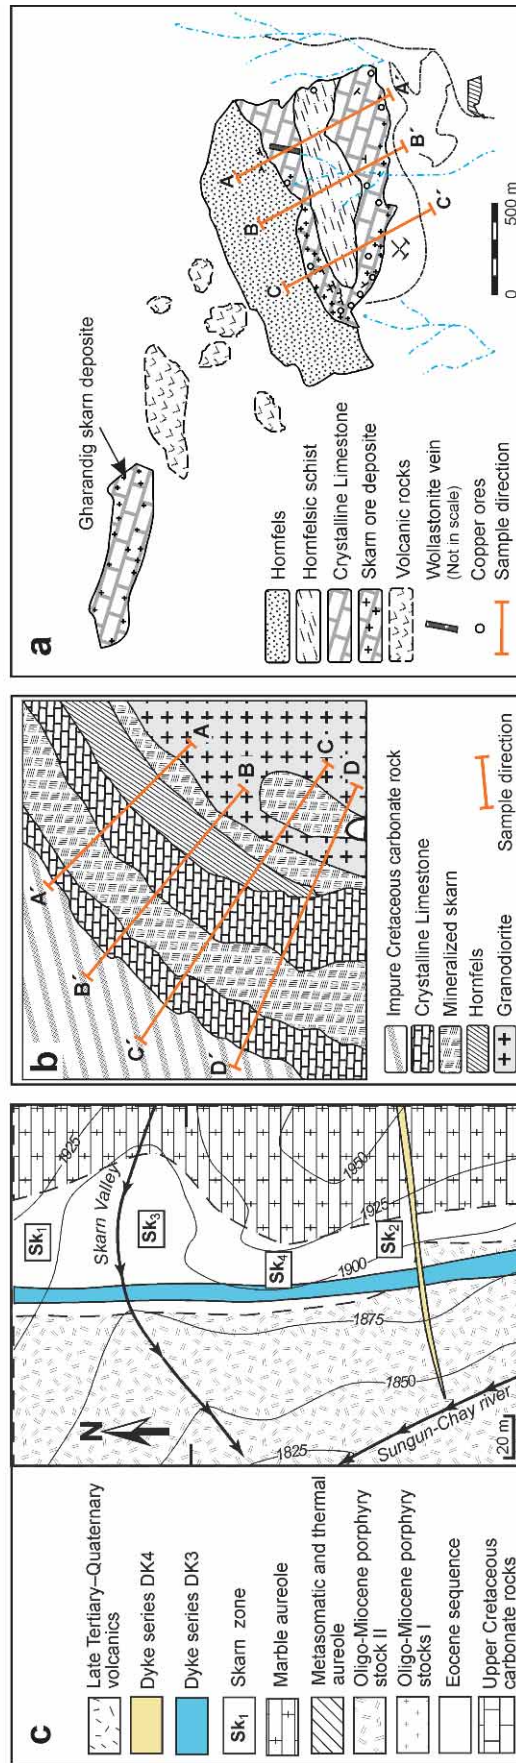 a
Gharandig skarn deposite
A
B
C
A´
B´
C´
Hornfels
Hornfelsic schist
Crystalline Limestone
Skarn ore deposite
Volcanic rocks
Wollastonite vein
(Not in scale)
Copper ores
Sample direction
0
500 m
b
A´
B´
C´
D´
A
B
C
D
Impure Cretaceous carbonate rock
Crystalline Limestone
Mineralized skarn
Hornfels
Granodiorite
Sample direction
c
Late Tertiary–Quaternary
volcanics
Dyke series DK4
Dyke series DK3
Sk1
Skarn zone
Marble aureole
Metasomatic and thermal
aureole
Oligo-Miocene porphyry
stock II
Oligo-Miocene porphyry
stocks I
Eocene sequence
Upper Cretaceous
carbonate rocks
N
Sk1
1925
Skarn Valley
Sk3
Sk4
Sk2
1950
1925
1900
1875
1850
1825
Sungun-Chay river
20 m